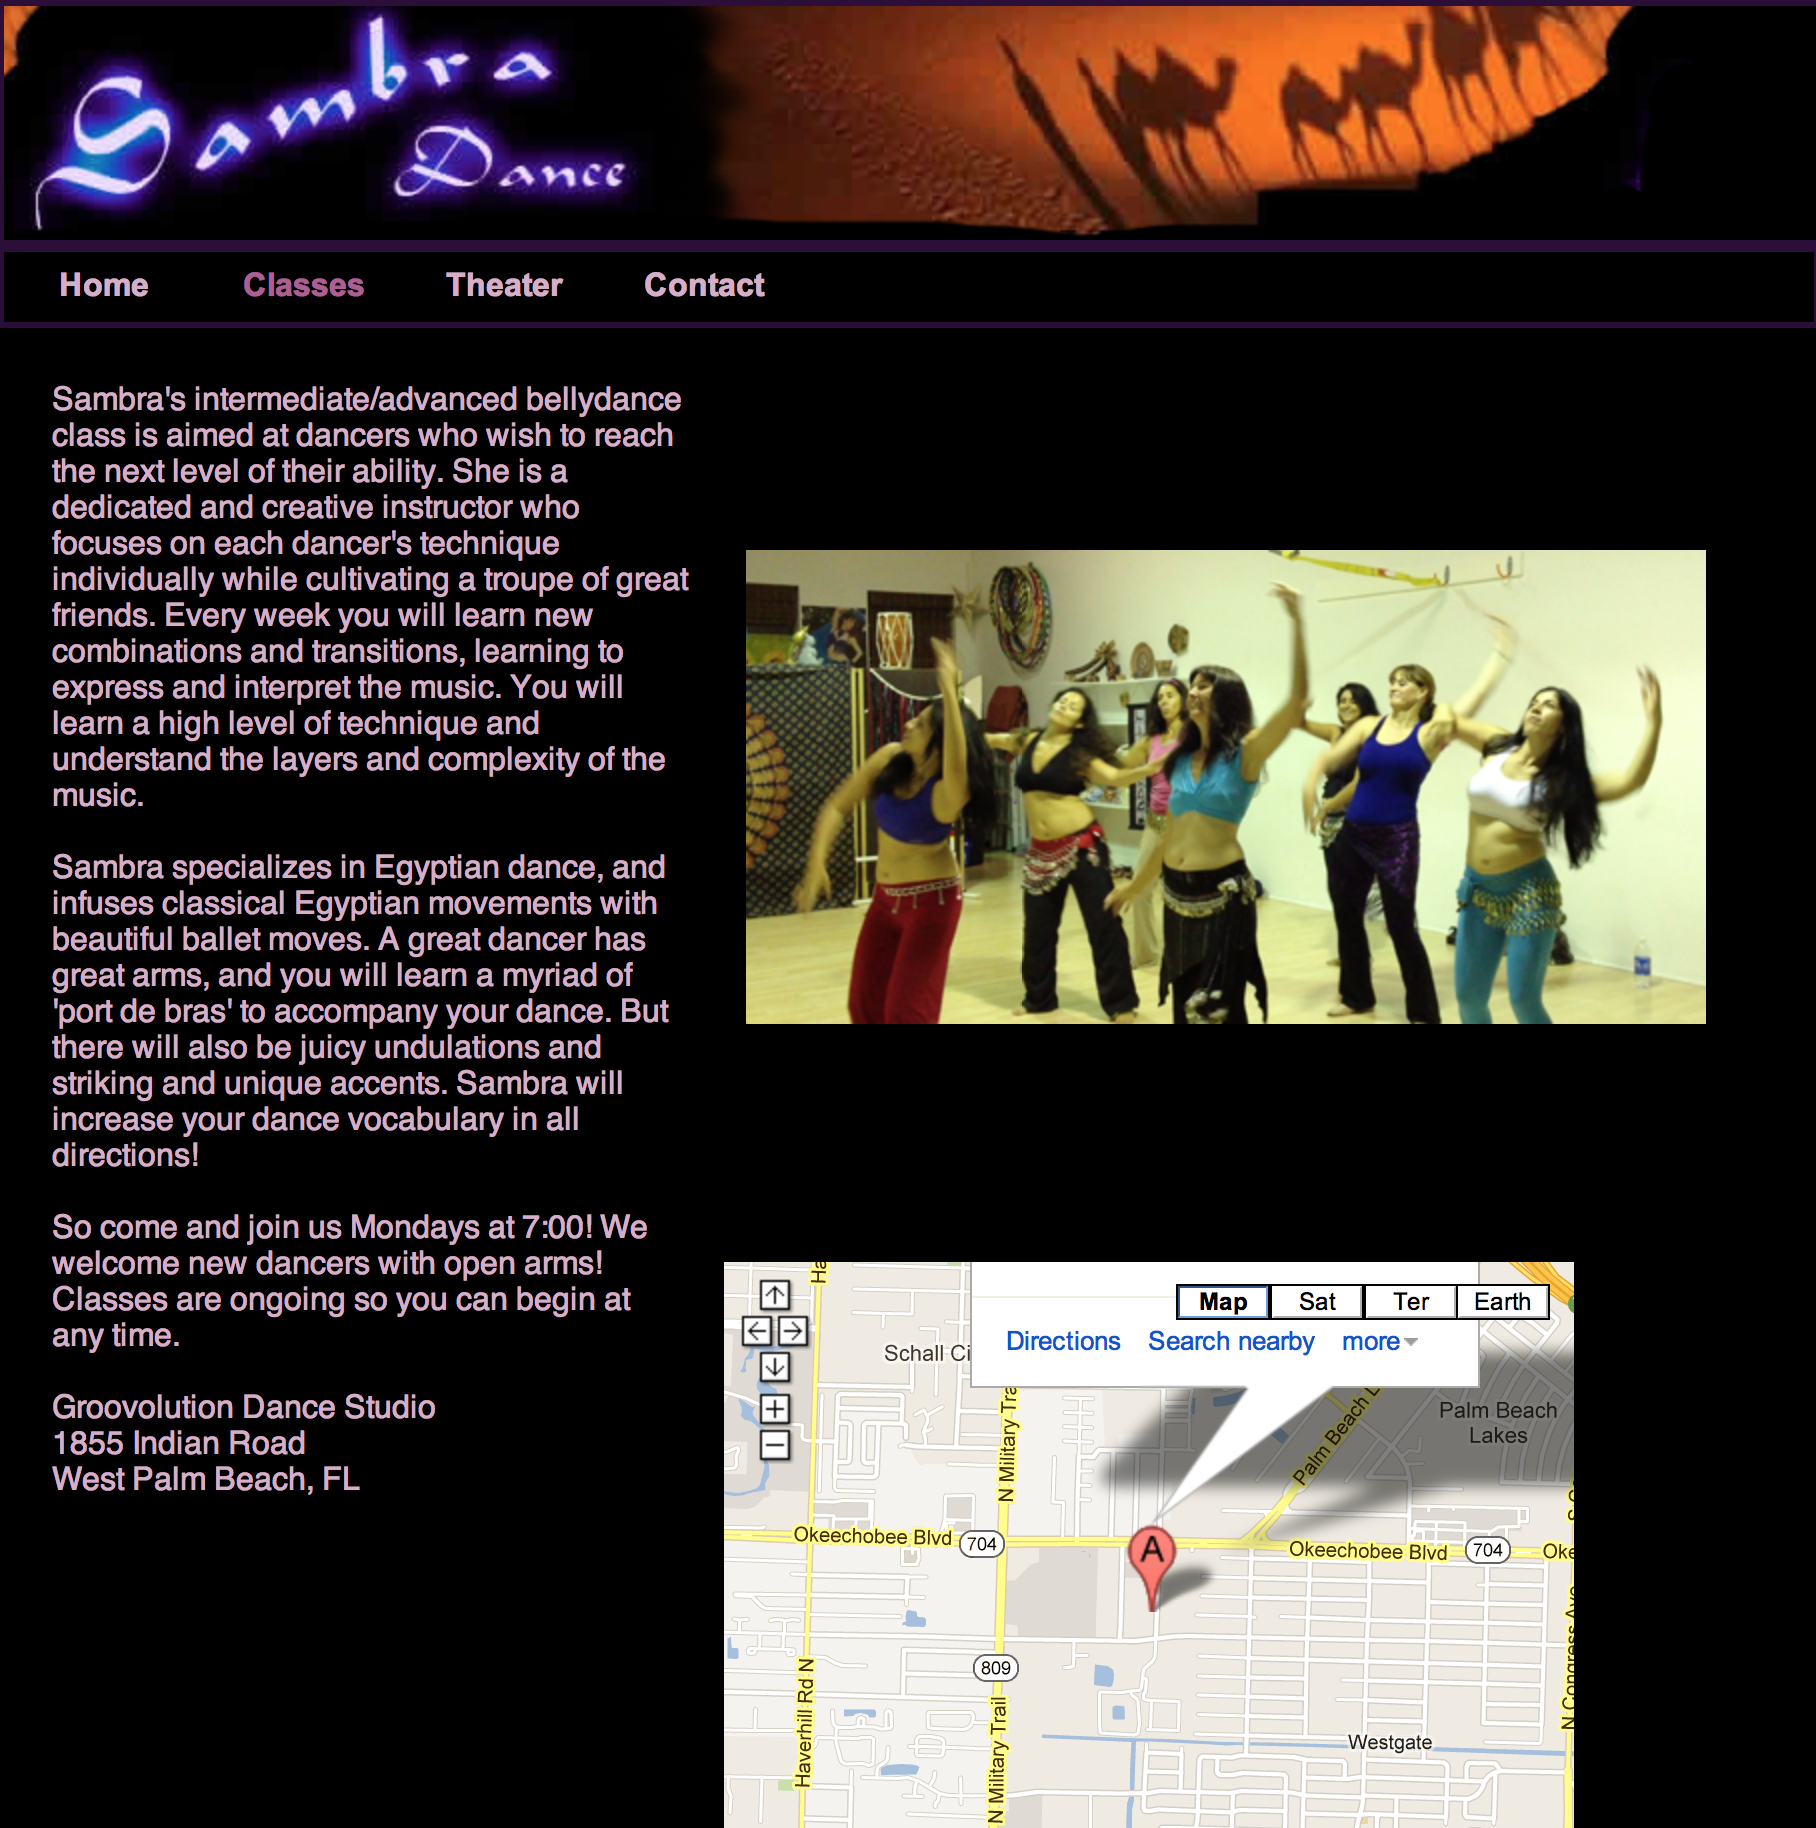 Sambra
Dance
Home Classes Theater Contact
Sambra's intermediate/advanced bellydance
class is aimed at dancers who wish to reach
the next level of their ability. She is a
dedicated and creative instructor who
focuses on each dancer's technique
individually while cultivating a troupe of great
friends. Every week you will learn new
combinations and transitions, learning to
express and interpret the music. You will
learn a high level of technique and
understand the layers and complexity of the
music.
Sambra specializes in Egyptian dance, and
infuses classical Egyptian movements with
beautiful ballet moves. A great dancer has
great arms, and you will learn a myriad of
'port de bras' to accompany your dance. But
there will also be juicy undulations and
striking and unique accents. Sambra will
increase your dance vocabulary in all
directions!
So come and join us Mondays at 7:00! We
welcome new dancers with open arms!
Classes are ongoing so you can begin at
any time.
Groovolution Dance Studio
1855 Indian Road
West Palm Beach, FL
Map Sat Ter Earth
Directions Search nearby more
Ha
Schall Ci
N Military Tra
Palm Beach L
Palm Beach
Lakes
Okeechobee Blvd 704
A
Okeechobee Blvd 704 Oke
809
Haverhill Rd N
N Military Trail
N Congress Ave
Westgate